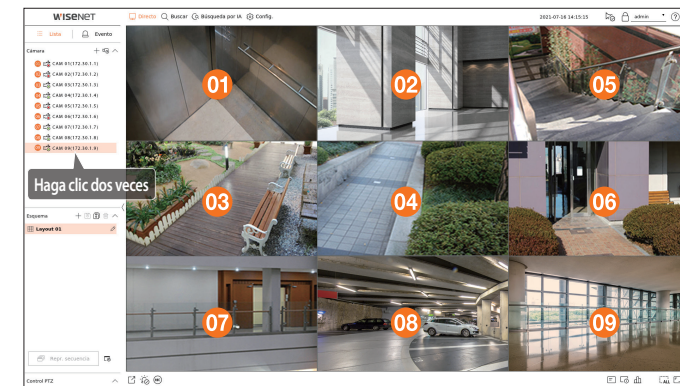 WISENET
Directo Buscar Búsqueda por IA Config.
2021-07-16 14:15:15 admin
Lista Evento
Cámara
CAM 01(172.30.1.1)
CAM 02(172.30.1.2)
CAM 03(172.30.1.3)
CAM 04(172.30.1.4)
CAM 05(172.30.1.5)
CAM 06(172.30.1.6)
CAM 07(172.30.1.7)
CAM 08(172.30.1.8)
CAM 09(172.30.1.9)
Haga clic dos veces
Esquema
Layout 01
Repr. secuencia
Control PTZ
01
02
05
03
04
06
07
08
09
ALL